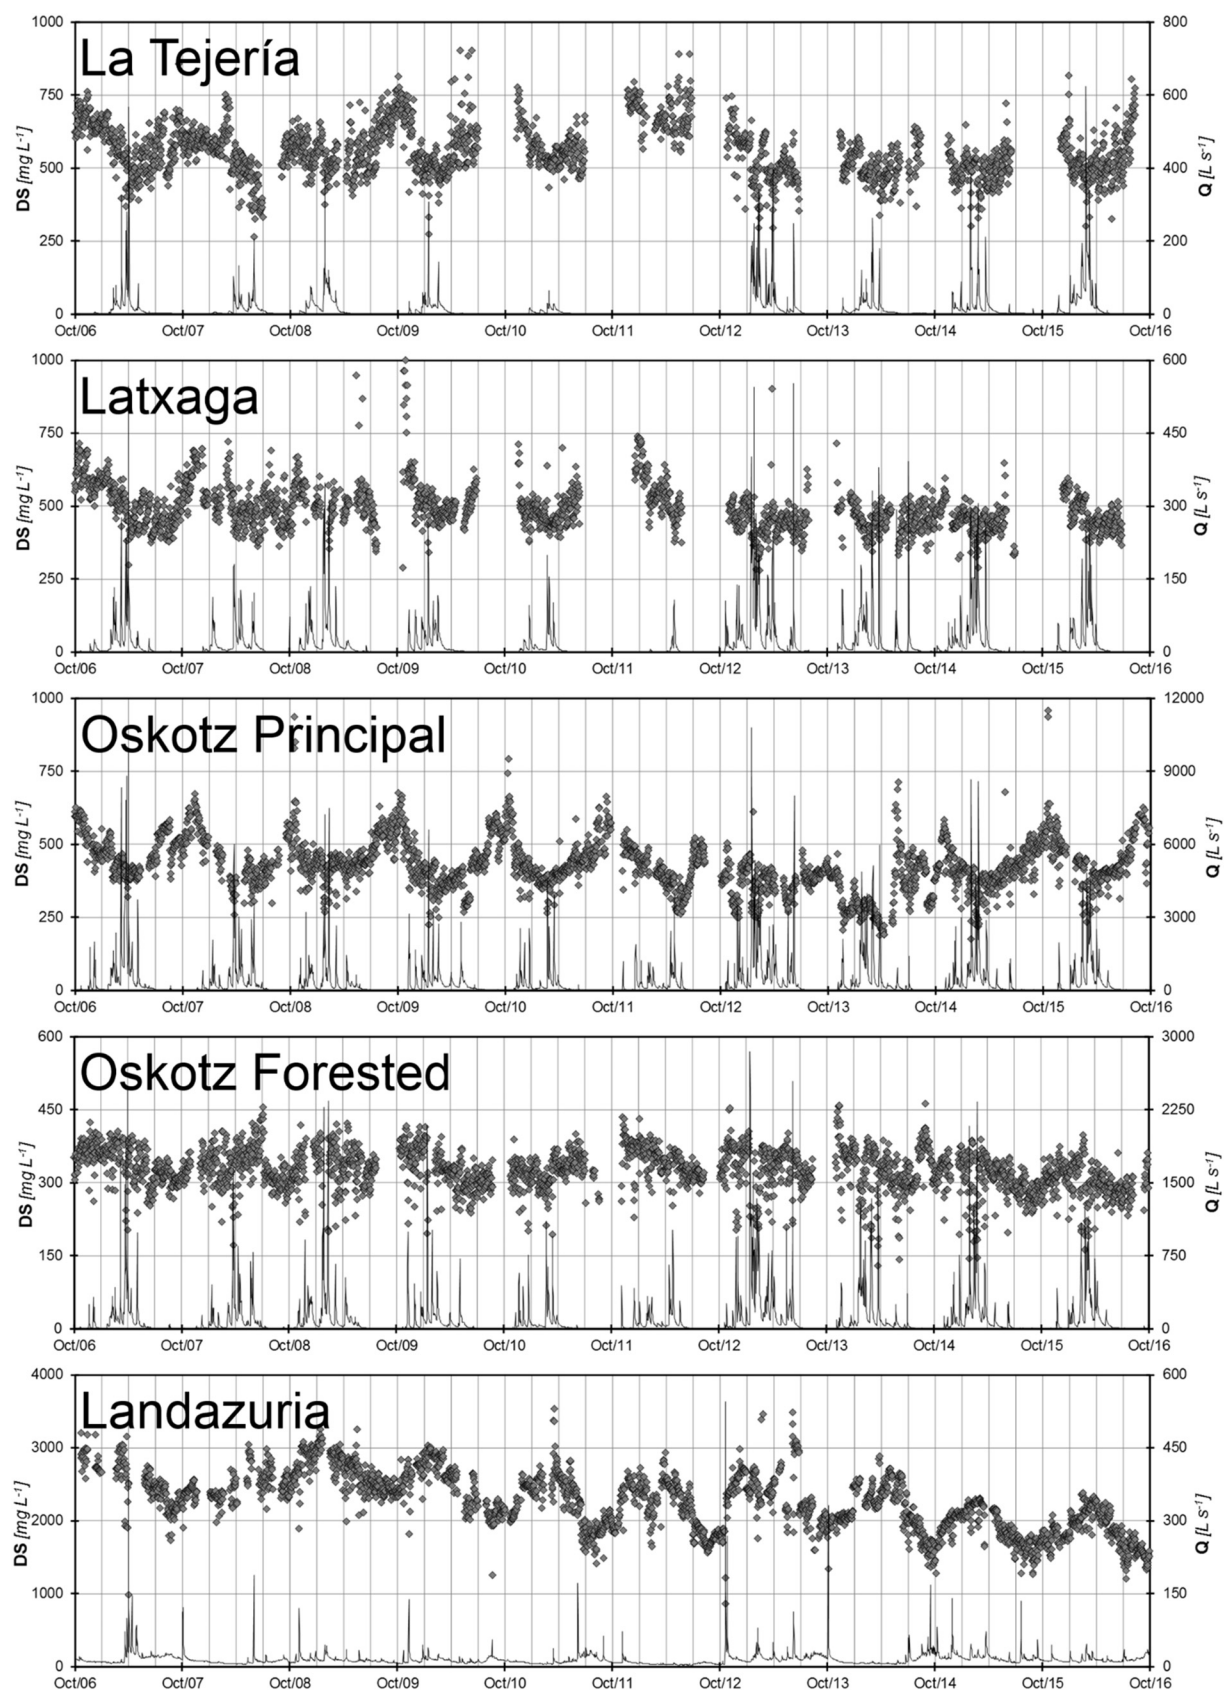 La Tejería
DS [mg L-1]
1000
750
500
250
0
Q [L s-1]
800
600
400
200
0
Oct/06 Oct/07 Oct/08 Oct/09 Oct/10 Oct/11 Oct/12 Oct/13 Oct/14 Oct/15 Oct/16
Latxaga
DS [mg L-1]
1000
750
500
250
0
Q [L s-1]
600
450
300
150
0
Oct/06 Oct/07 Oct/08 Oct/09 Oct/10 Oct/11 Oct/12 Oct/13 Oct/14 Oct/15 Oct/16
Oskotz Principal
DS [mg L-1]
1000
750
500
250
0
Q [L s-1]
12000
9000
6000
3000
0
Oct/06 Oct/07 Oct/08 Oct/09 Oct/10 Oct/11 Oct/12 Oct/13 Oct/14 Oct/15 Oct/16
Oskotz Forested
DS [mg L-1]
600
450
300
150
0
Q [L s-1]
3000
2250
1500
750
0
Oct/06 Oct/07 Oct/08 Oct/09 Oct/10 Oct/11 Oct/12 Oct/13 Oct/14 Oct/15 Oct/16
Landazuria
DS [mg L-1]
4000
3000
2000
1000
0
Q [L s-1]
600
450
300
150
0
Oct/06 Oct/07 Oct/08 Oct/09 Oct/10 Oct/11 Oct/12 Oct/13 Oct/14 Oct/15 Oct/16